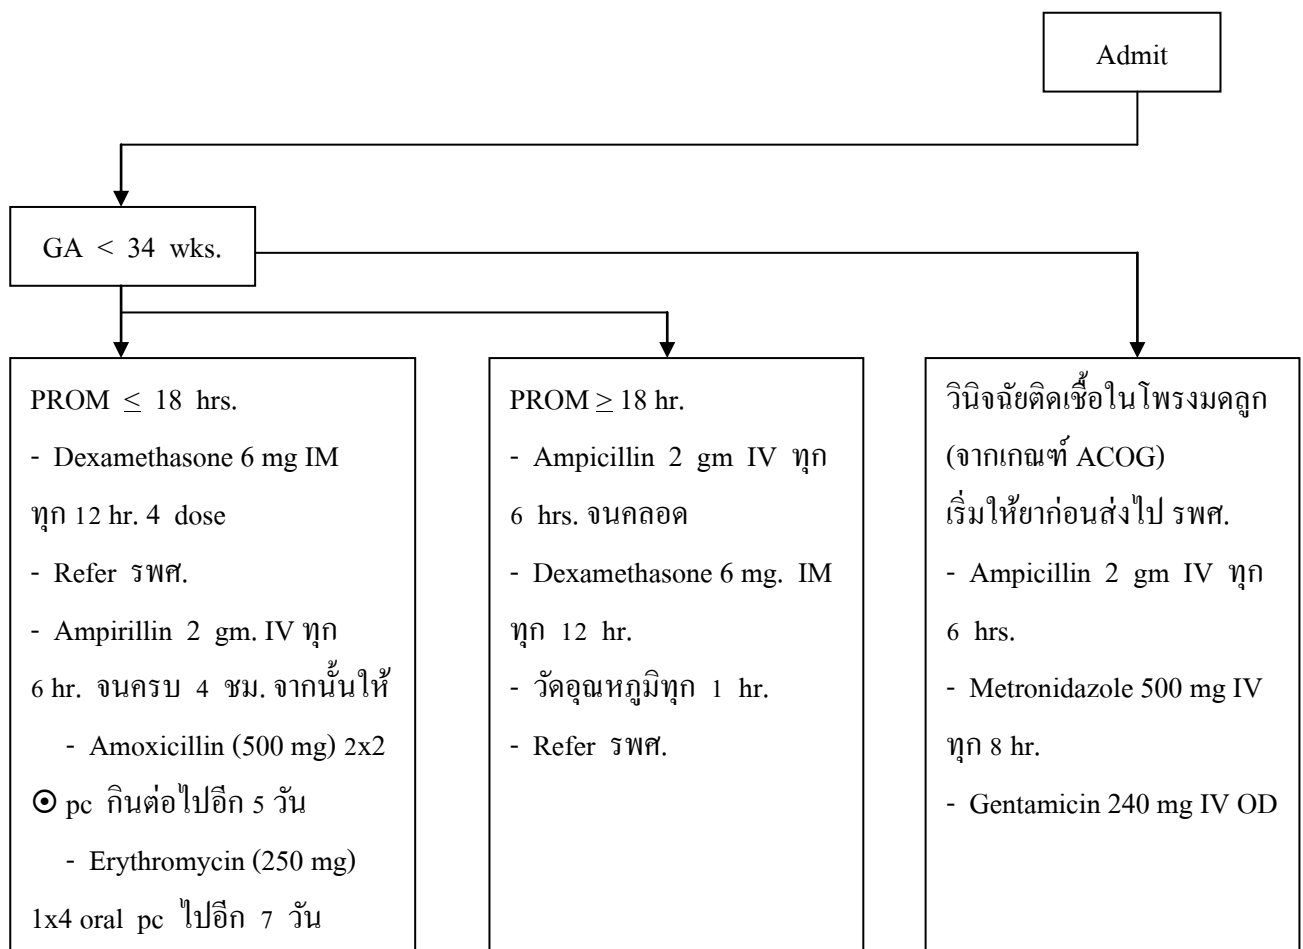 Admit
GA < 34 wks.
PROM ≤ 18 hrs.
- Dexamethasone 6 mg IM
ทุก 12 hr. 4 dose
- Refer รพศ.
- Ampirillin 2 gm. IV ทุก
6 hr. จนครบ 4 ชม. จากนั้นให้
- Amoxicillin (500 mg) 2x2
⊙ pc กินต่อไปอีก 5 วัน
- Erythromycin (250 mg)
1x4 oral pc ไปอีก 7 วัน
PROM ≥ 18 hr.
- Ampicillin 2 gm IV ทุก
6 hrs. จนคลอด
- Dexamethasone 6 mg. IM
ทุก 12 hr.
- วัดอุณหภูมิทุก 1 hr.
- Refer รพศ.
วินิจฉัยติดเชื้อในโพรงมดลูก
(จากเกณฑ์ ACOG)
เริ่มให้ยาก่อนส่งไป รพศ.
- Ampicillin 2 gm IV ทุก
6 hrs.
- Metronidazole 500 mg IV
ทุก 8 hr.
- Gentamicin 240 mg IV OD